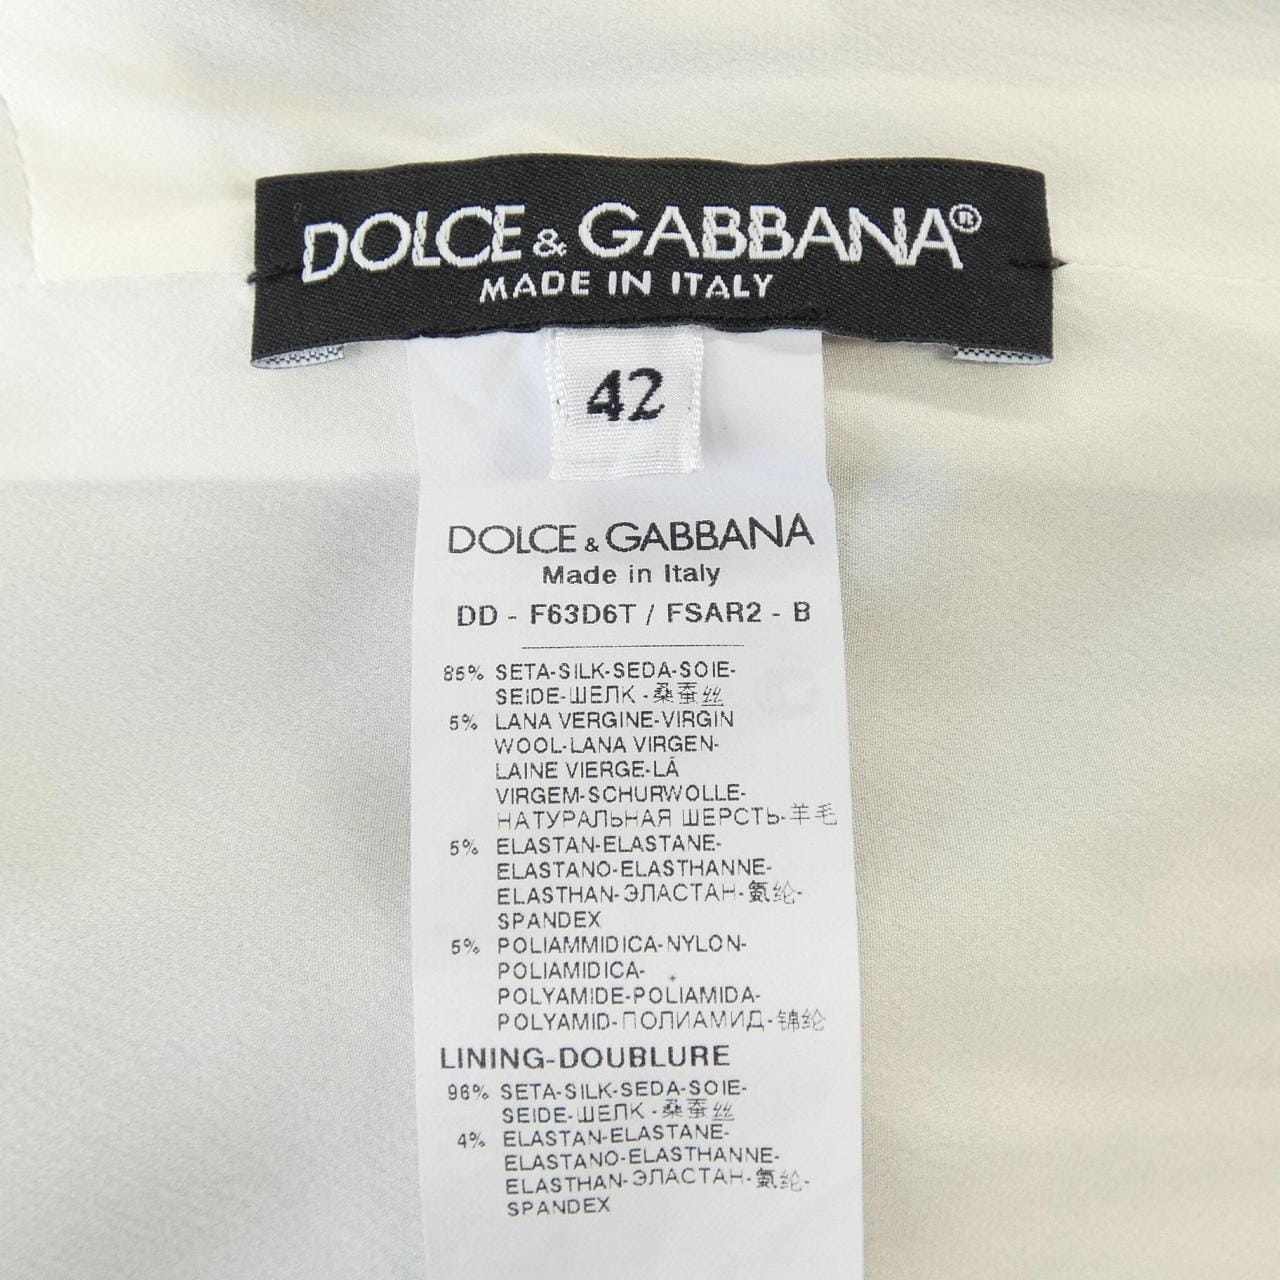 DOLCE & GABBANA®
MADE IN ITALY
42
DOLCE & GABBANA
Made in Italy
DD - F63D6T / FSAR2 - B
85% SETA-SILK-SEDA-SOIE-
SEIDE-ШЕЛК -桑蚕丝
5% LANA VERGINE-VIRGIN
WOOL-LANA VIRGEN-
LAINE VIERGE-LÁ
VIRGEM-SCHURWOLLE-
НАТУРАЛЬНАЯ ШЕРСТЬ-羊毛
5% ELASTAN-ELASTANE-
ELASTANO-ELASTHANNE-
ELASTHAN-ЭЛАСТАН-氨纶-
SPANDEX
5% POLIAMMIDICA-NYLON-
POLIAMIDICA-
POLYAMIDE-POLIAMIDA-
POLYAMID-ПОЛИАМИД-锦纶
LINING-DOUBLURE
96% SETA-SILK-SEDA-SOIE-
SEIDE-ШЕЛК -桑蚕丝
4% ELASTAN-ELASTANE-
ELASTANO-ELASTHANNE-
ELASTHAN-ЭЛАСТАН-氨纶-
SPANDEX